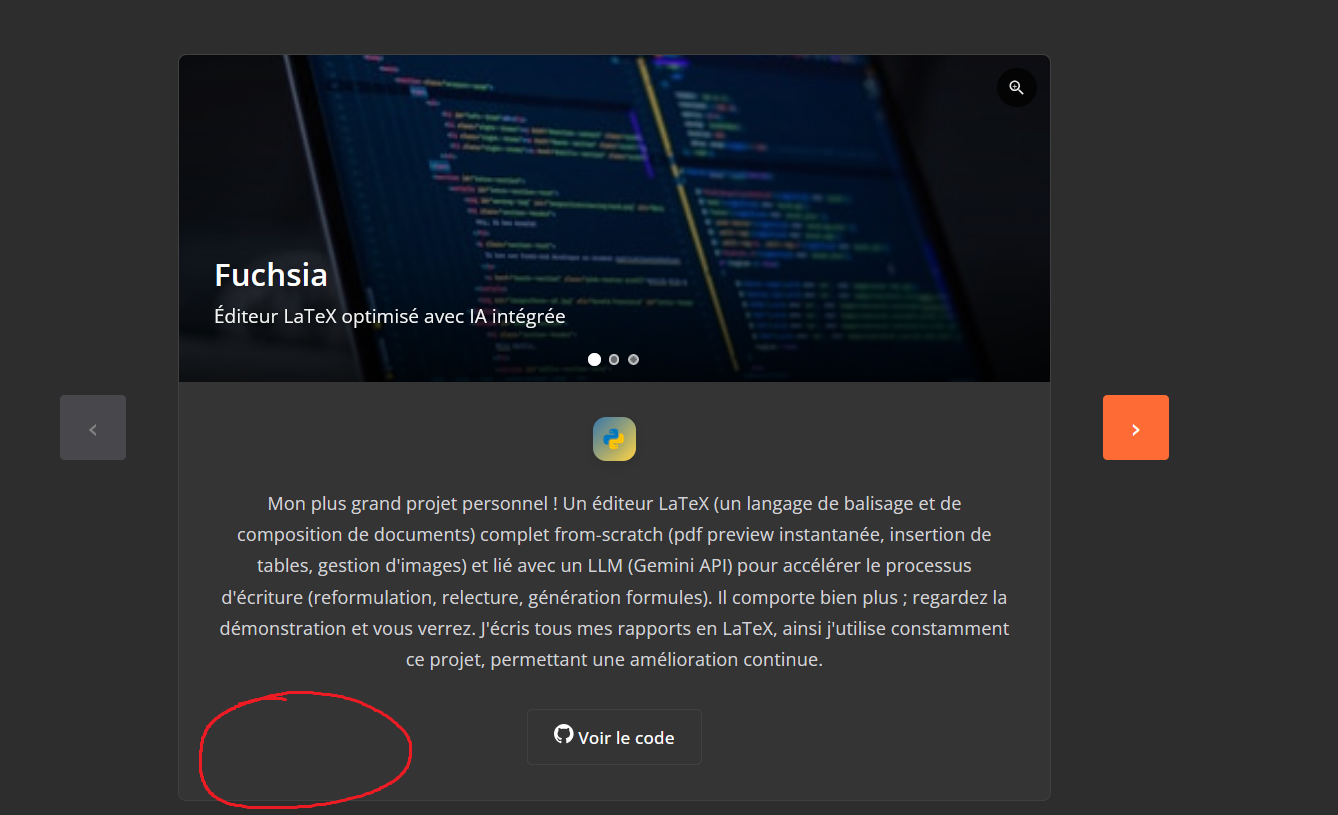 Fuchsia
Éditeur LaTeX optimisé avec IA intégrée
Mon plus grand projet personnel ! Un éditeur LaTeX (un langage de balisage et de
composition de documents) complet from-scratch (pdf preview instantanée, insertion de
tables, gestion d'images) et lié avec un LLM (Gemini API) pour accélérer le processus
d'écriture (reformulation, relecture, génération formules). Il comporte bien plus ; regardez la
démonstration et vous verrez. J'écris tous mes rapports en LaTeX, ainsi j'utilise constamment
ce projet, permettant une amélioration continue.
Voir le code